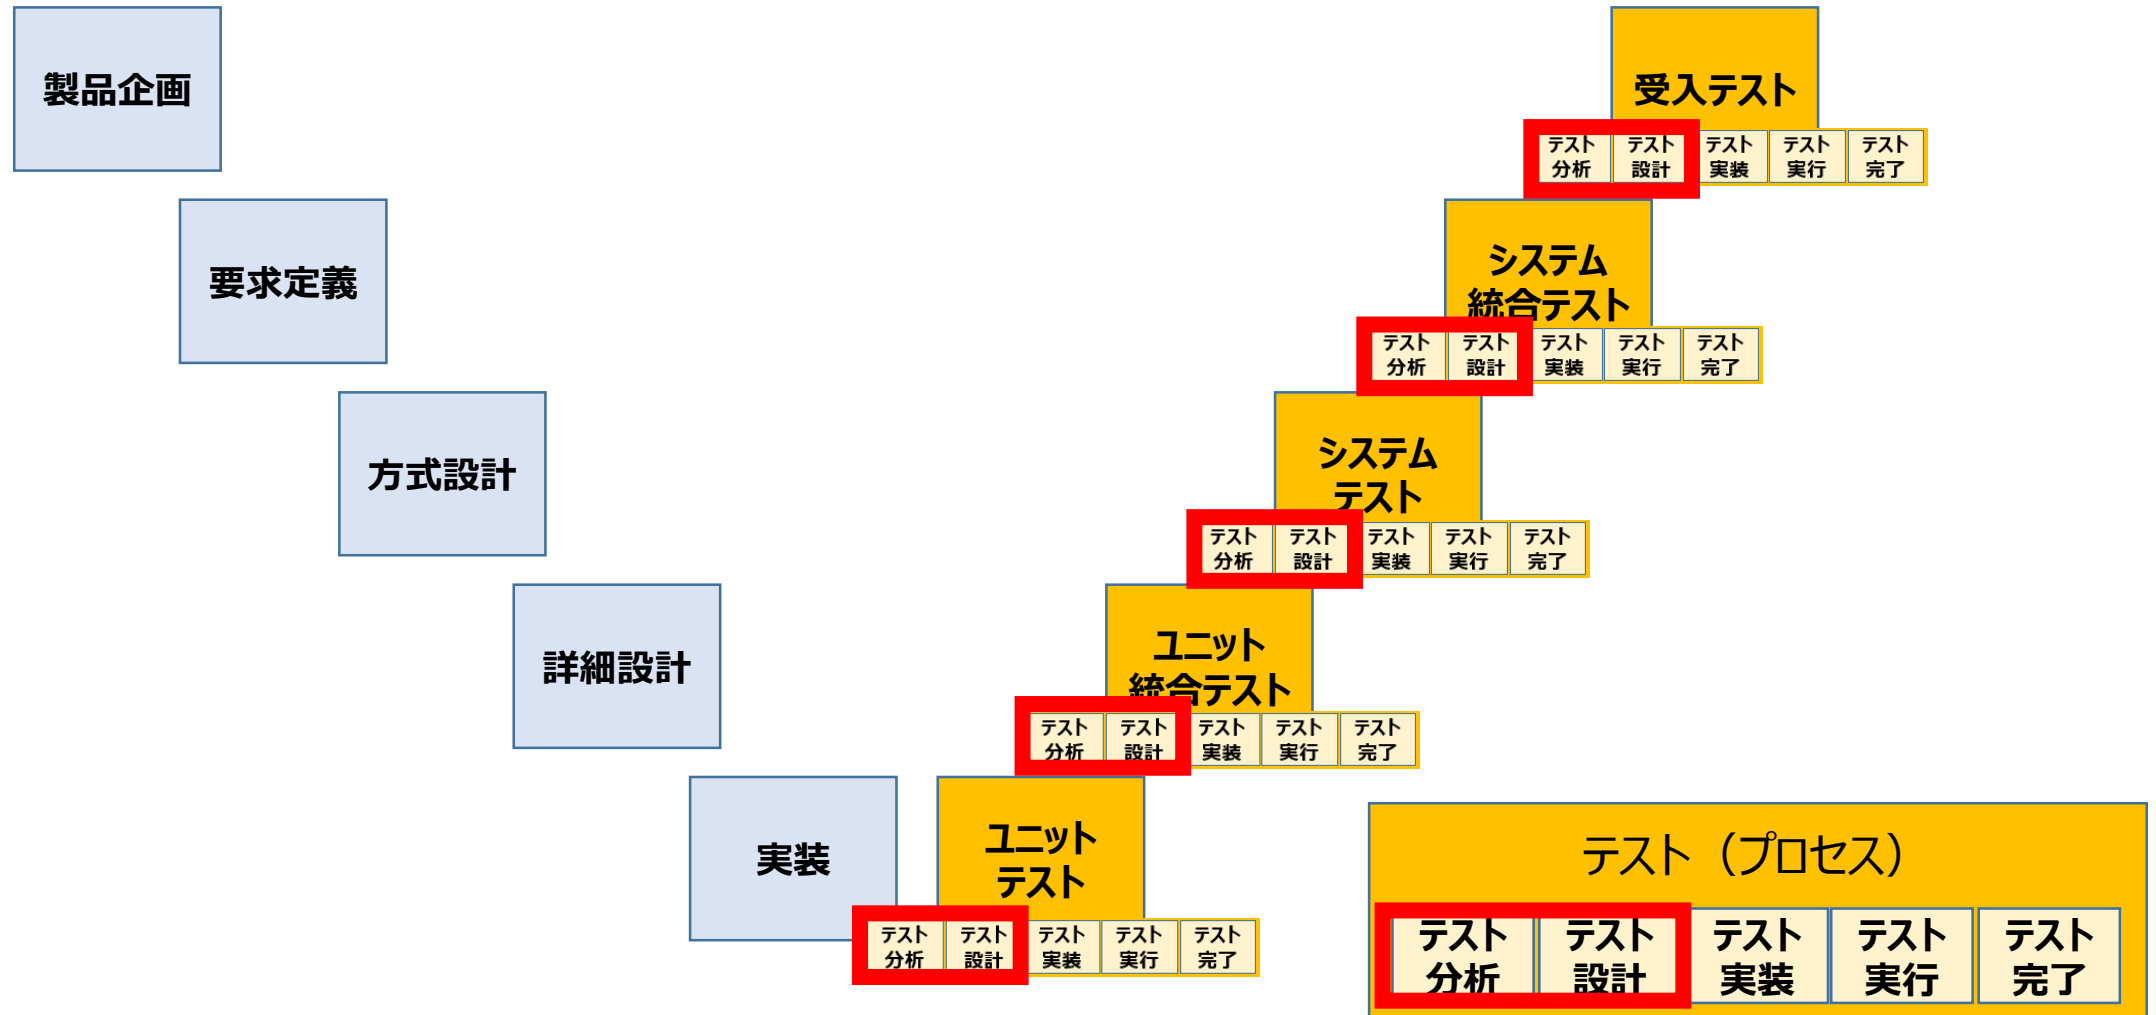 製品企画
受入テスト
テスト テスト テスト テスト テスト
分析 設計 実装 実行 完了
要求定義
システム
統合テスト
テスト テスト テスト テスト テスト
分析 設計 実装 実行 完了
方式設計
システム
テスト
テスト テスト テスト テスト テスト
分析 設計 実装 実行 完了
詳細設計
ユニット
統合テスト
テスト テスト テスト テスト テスト
分析 設計 実装 実行 完了
実装
ユニット
テスト
テスト テスト テスト テスト テスト
分析 設計 実装 実行 完了
テスト（プロセス）
テスト テスト テスト テスト テスト
分析 設計 実装 実行 完了